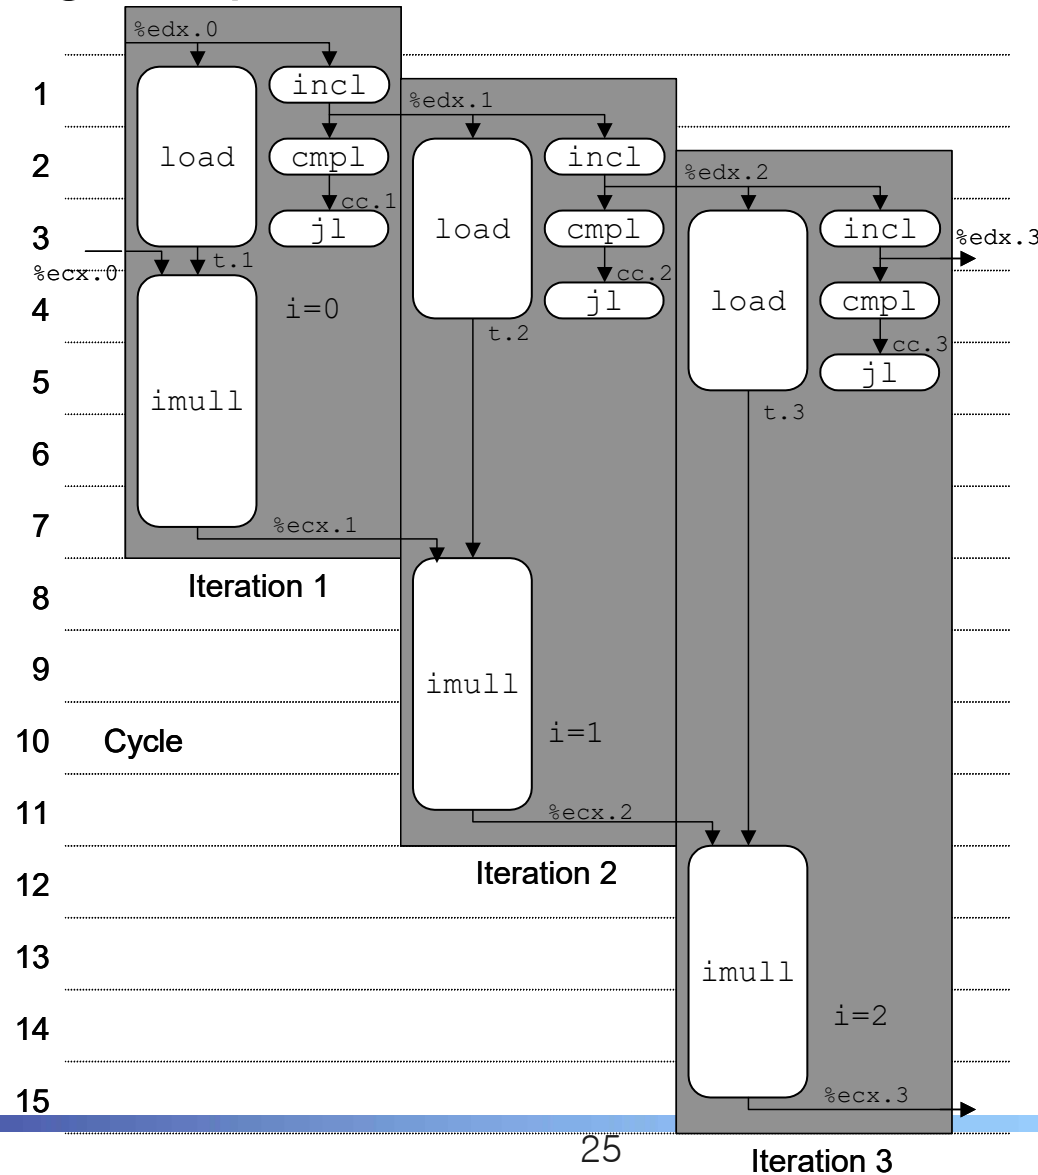 %edx.0
1
incl
%edx.1
load
cmpl
incl
2
%edx.2
cc.1
load
3
jl
cmpl
incl
%edx.3
t.1
%ecx.0
cc.2
load
4
i=0
jl
cmpl
t.2
cc.3
5
imull
jl
t.3
6
7
%ecx.1
8
Iteration 1
9
imull
10
Cycle
i=1
11
%ecx.2
12
Iteration 2
13
imull
14
i=2
15
%ecx.3
25
Iteration 3